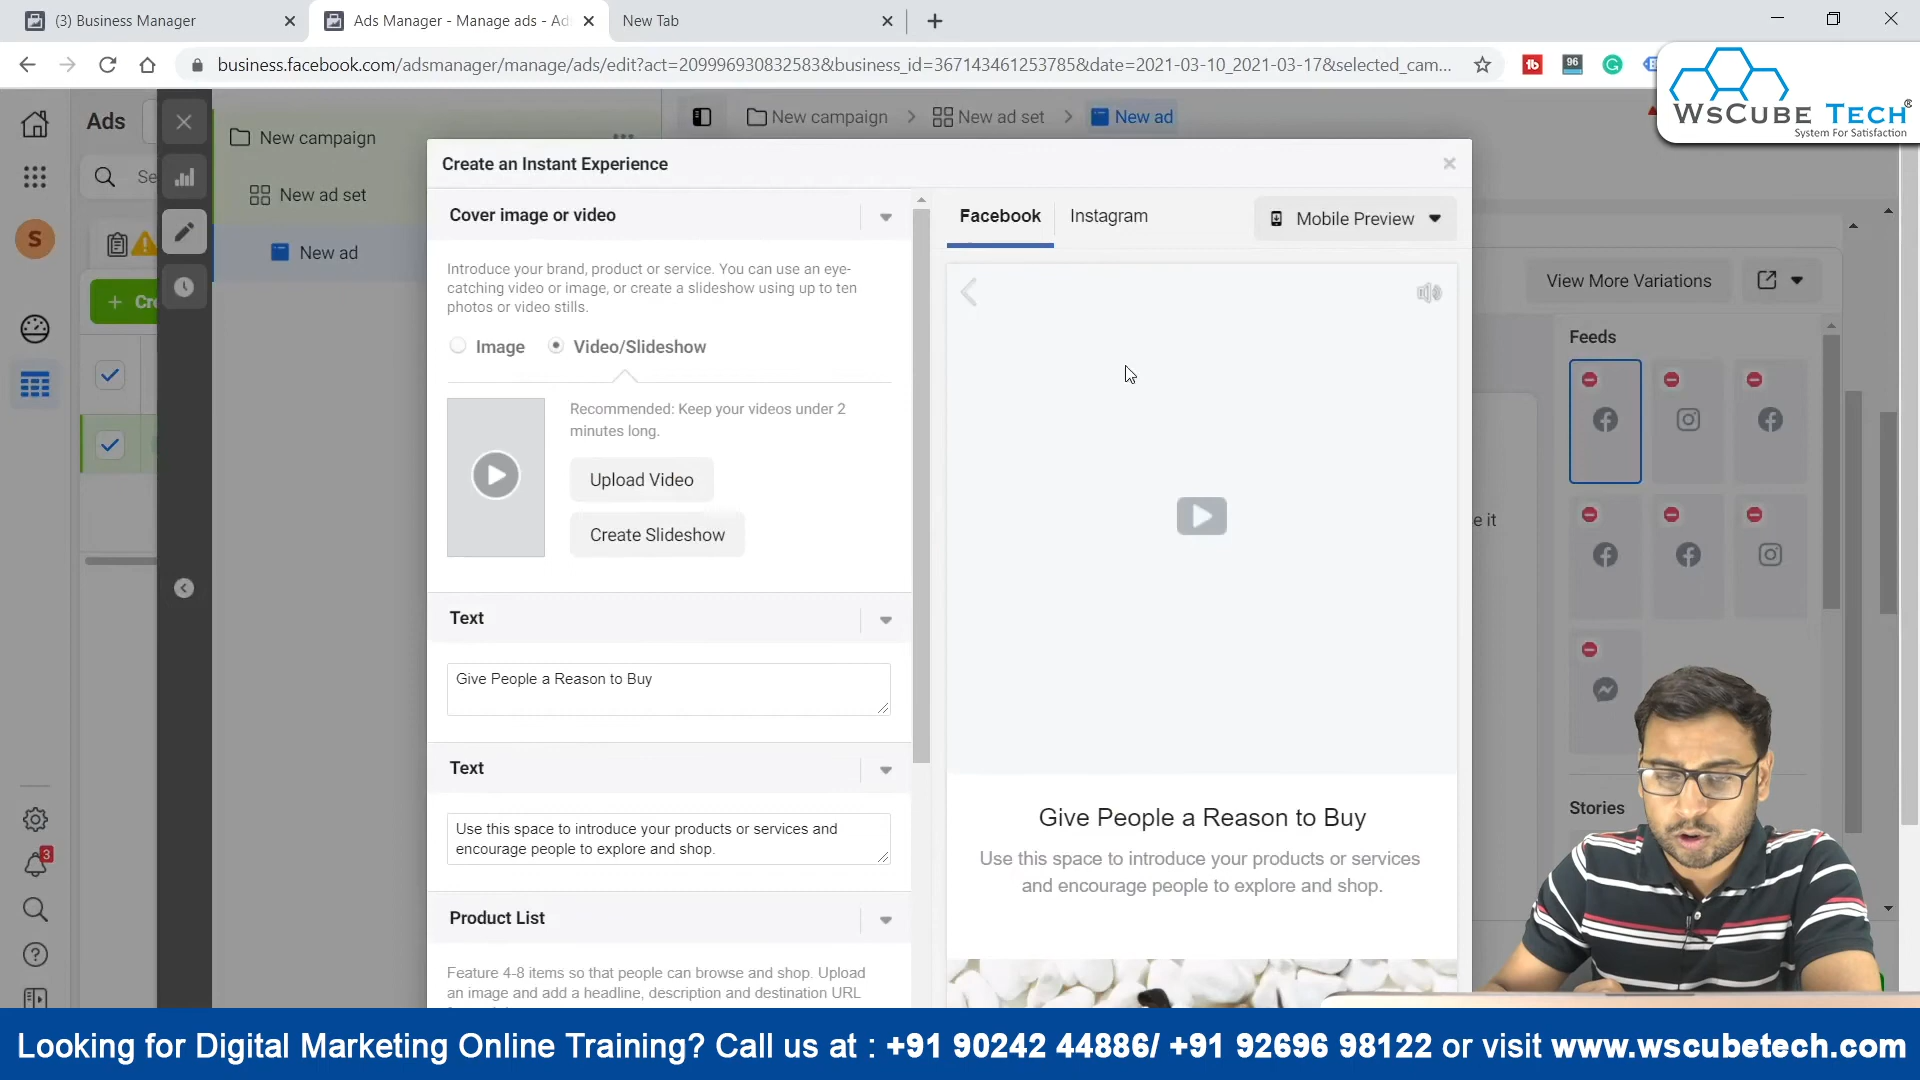 (3) Business Manager
Ads Manager - Manage ads - Ad
New Tab
business.facebook.com/adsmanager/manage/ads/edit?act=2099969308325833&business_id=367143461253785&date=2021-03-10_2021-03-17&selected_cam...
96
WsCube Tech
System For Satisfaction
Ads
New campaign
New campaign
New ad set
New ad
Create an Instant Experience
Se
New ad set
S
Cover image or video
Facebook
Instagram
Mobile Preview
New ad
Introduce your brand, product or service. You can use an eye-
catching video or image, or create a slideshow using up to ten
photos or video stills.
View More Variations
Cre
Feeds
Image
Video/Slideshow
Recommended: Keep your videos under 2
minutes long.
Upload Video
Create Slideshow
e it
Text
Give People a Reason to Buy
Text
Use this space to introduce your products or services and
encourage people to explore and shop.
Give People a Reason to Buy
Use this space to introduce your products or services
and encourage people to explore and shop.
Stories
3
Product List
Feature 4-8 items so that people can browse and shop. Upload
an image and add a headline, description and destination URL
Looking for Digital Marketing Online Training? Call us at : +91 90242 44886/ +91 92696 98122 or visit www.wscubetech.com